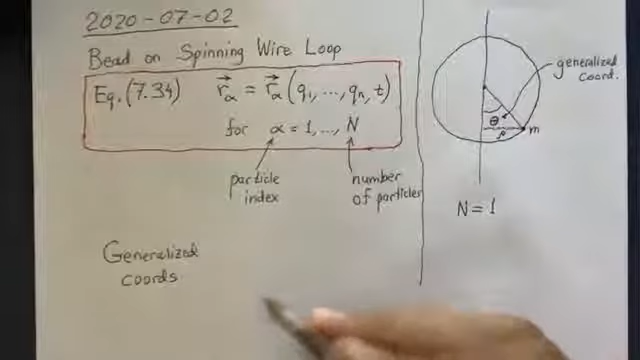 2020-07-02
Bead on Spinning Wire Loop
Eq. (7.34) r⃗α = r⃗α (q1, ..., qn, t)
for α = 1, ..., N
particle index
number of particles
Generalized
coords
generalized
coord.
θ
ρ
m
N = 1